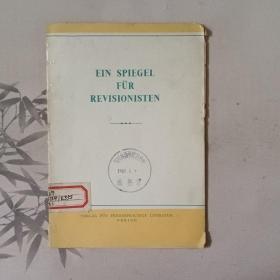 EIN SPIEGEL
FÜR
REVISIONISTEN
VERLAG FÜR FREMDSPRACHIGE LITERATUR
PEKING